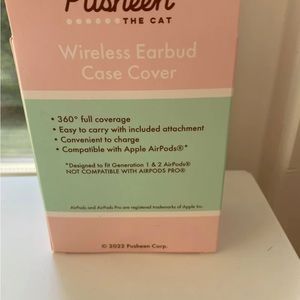 Pusheen
THE CAT
Wireless Earbud
Case Cover
• 360° full coverage
• Easy to carry with included attachment
• Convenient to charge
• Compatible with Apple AirPods®*
*Designed to fit Generation 1 & 2 AirPods®
NOT COMPATIBLE WITH AIRPODS PRO®
AirPods and AirPods Pro are registered trademarks of Apple Inc.
© 2022 Pusheen Corp.